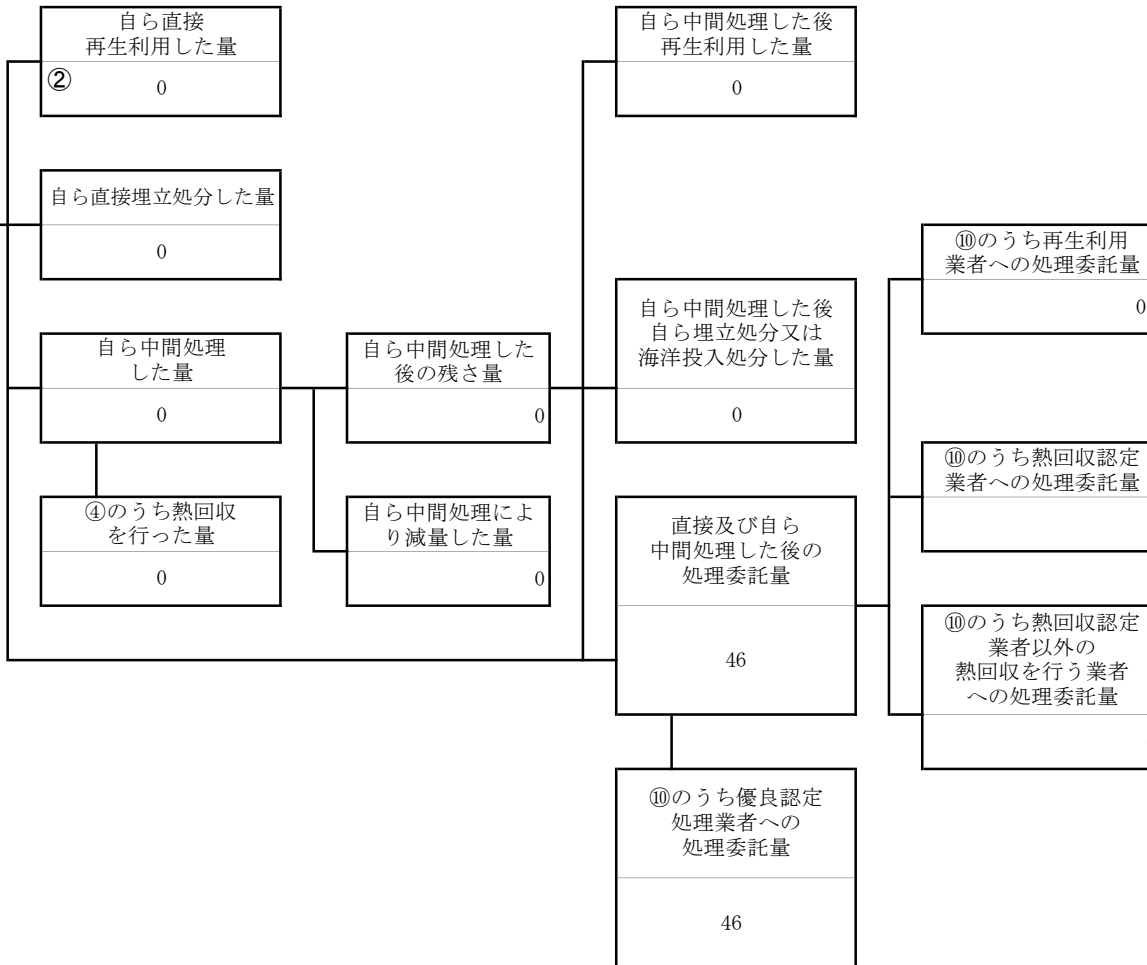 自ら直接
再生利用した量
②
0
自ら中間処理した後
再生利用した量
0
自ら直接埋立処分した量
0
⑩のうち再生利用
業者への処理委託量
0
自ら中間処理した後
自ら埋立処分又は
海洋投入処分した量
0
自ら中間処理
した量
0
自ら中間処理した
後の残さ量
0
⑩のうち熱回収認定
業者への処理委託量
④のうち熱回収
を行った量
0
自ら中間処理によ
り減量した量
0
直接及び自ら
中間処理した後の
処理委託量
46
⑩のうち熱回収認定
業者以外の
熱回収を行う業者
への処理委託量
⑩のうち優良認定
処理業者への
処理委託量
46